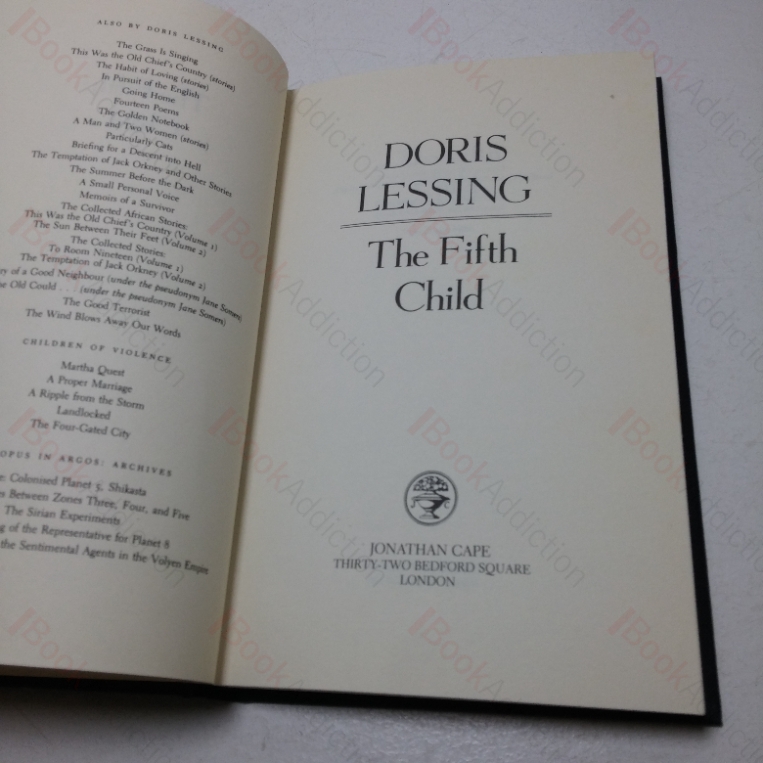 ALSO BY DORIS LESSING
The Grass Is Singing
This Was the Old Chief's Country (stories)
The Habit of Loving (stories)
In Pursuit of the English
Going Home
Fourteen Poems
The Golden Notebook
A Man and Two Women (stories)
Particularly Cats
Briefing for a Descent into Hell
The Temptation of Jack Orkney and Other Stories
The Summer Before the Dark
A Small Personal Voice
Memoirs of a Survivor
The Collected African Stories:
This Was the Old Chief's Country (Volume 1)
The Sun Between Their Feet (Volume 2)
The Collected Stories:
To Room Nineteen (Volume 1)
The Temptation of Jack Orkney (Volume 2)
ry of a Good Neighbour (under the pseudonym Jane Somers)
e Old Could . . . (under the pseudonym Jane Somers)
The Good Terrorist
The Wind Blows Away Our Words
CHILDREN OF VIOLENCE
Martha Quest
A Proper Marriage
A Ripple from the Storm
Landlocked
The Four-Gated City
OPUS IN ARGOS: ARCHIVES
e: Colonised Planet 5, Shikasta
es Between Zones Three, Four, and Five
The Sirian Experiments
ng of the Representative for Planet 8
the Sentimental Agents in the Volyen Empire
DORIS
LESSING
The Fifth
Child
JONATHAN CAPE
THIRTY-TWO BEDFORD SQUARE
LONDON
BookAddiction